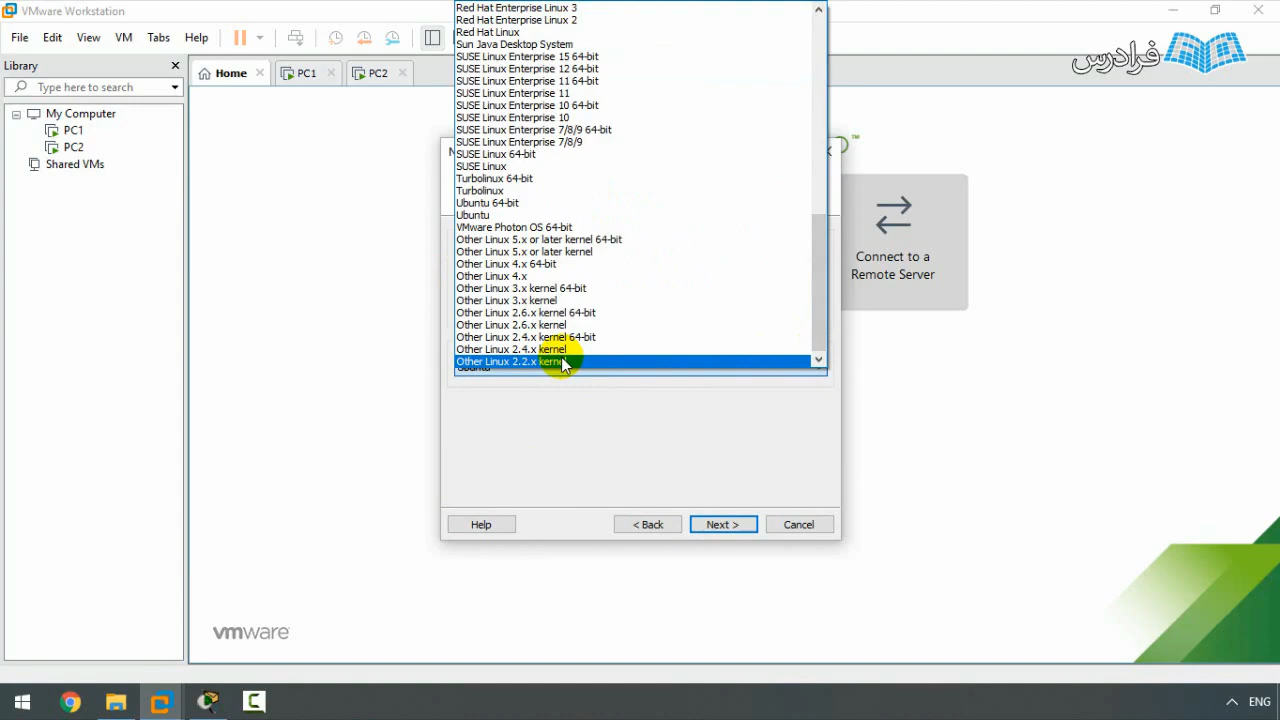 VMware Workstation
File Edit View VM Tabs Help
Library
Type here to search
My Computer
PC1
PC2
Shared VMs
Home
PC1
PC2
فرادرس
Red Hat Enterprise Linux 3
Red Hat Enterprise Linux 2
Red Hat Linux
Sun Java Desktop System
SUSE Linux Enterprise 15 64-bit
SUSE Linux Enterprise 12 64-bit
SUSE Linux Enterprise 11 64-bit
SUSE Linux Enterprise 11
SUSE Linux Enterprise 10 64-bit
SUSE Linux Enterprise 10
SUSE Linux Enterprise 7/8/9 64-bit
SUSE Linux Enterprise 7/8/9
SUSE Linux 64-bit
SUSE Linux
Turbolinux 64-bit
Turbolinux
Ubuntu 64-bit
Ubuntu
VMware Photon OS 64-bit
Other Linux 5.x or later kernel 64-bit
Other Linux 5.x or later kernel
Other Linux 4.x 64-bit
Other Linux 4.x
Other Linux 3.x kernel 64-bit
Other Linux 3.x kernel
Other Linux 2.6.x kernel 64-bit
Other Linux 2.6.x kernel
Other Linux 2.4.x kernel 64-bit
Other Linux 2.4.x kernel
Other Linux 2.2.x kernel
Ubuntu
Connect to a
Remote Server
Help
< Back
Next >
Cancel
vmware
ENG